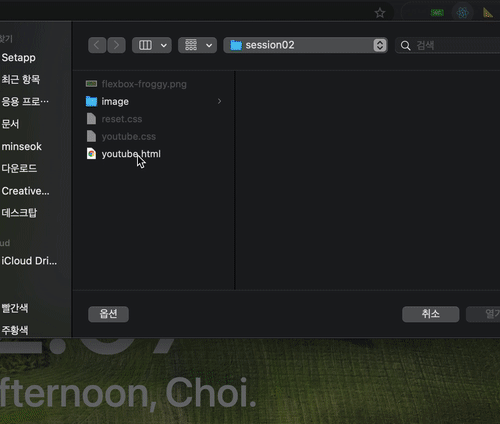 찾기
Setapp
최근 항목
응용 프로…
문서
minseok
다운로드
Creative…
데스크탑
ud
iCloud Dri…
빨간색
주황색
session02
검색
flexbox-froggy.png
image
reset.css
youtube.css
youtube.html
옵션
취소
열기
fternoon, Choi.